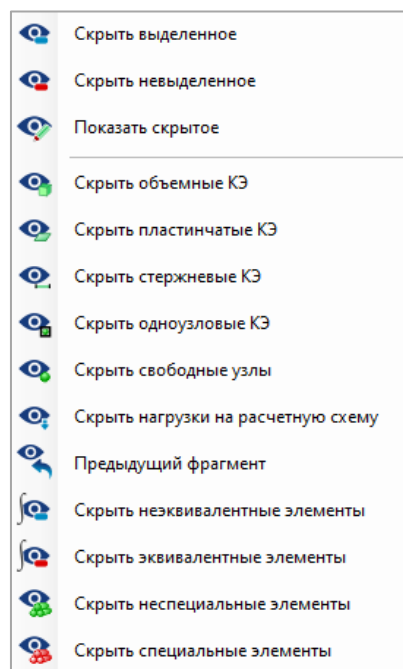 Скрыть выделенное
Скрыть невыделенное
Показать скрытое
Скрыть объемные КЭ
Скрыть пластинчатые КЭ
Скрыть стержневые КЭ
Скрыть одноузловые КЭ
Скрыть свободные узлы
Скрыть нагрузки на расчетную схему
Предыдущий фрагмент
Скрыть неэквивалентные элементы
Скрыть эквивалентные элементы
Скрыть неспециальные элементы
Скрыть специальные элементы